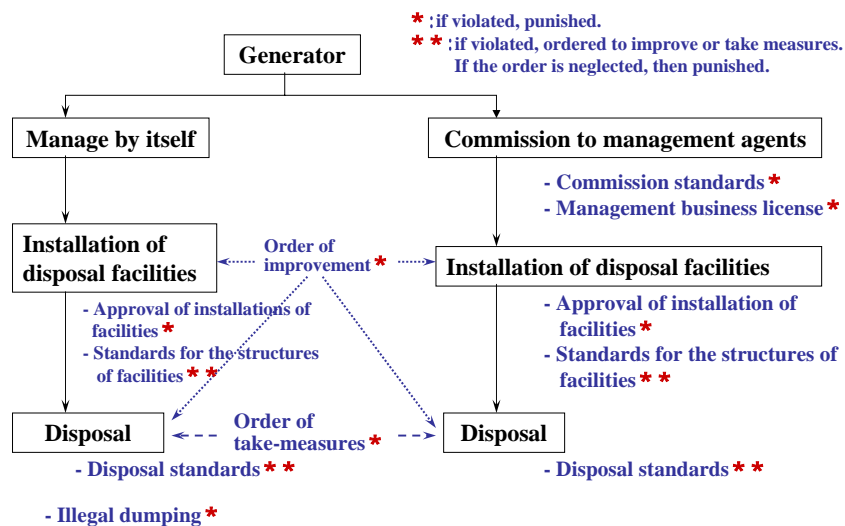 * : if violated, punished.
** : if violated, ordered to improve or take measures.
If the order is neglected, then punished.
Generator
Manage by itself
Commission to management agents
- Commission standards *
- Management business license *
Installation of
disposal facilities
Order of
improvement *
Installation of disposal facilities
- Approval of installations of
facilities *
- Standards for the structures
of facilities **
- Approval of installation of
facilities *
- Standards for the structures of
facilities **
Disposal
Order of
take-measures *
Disposal
- Disposal standards **
- Disposal standards **
- Illegal dumping *